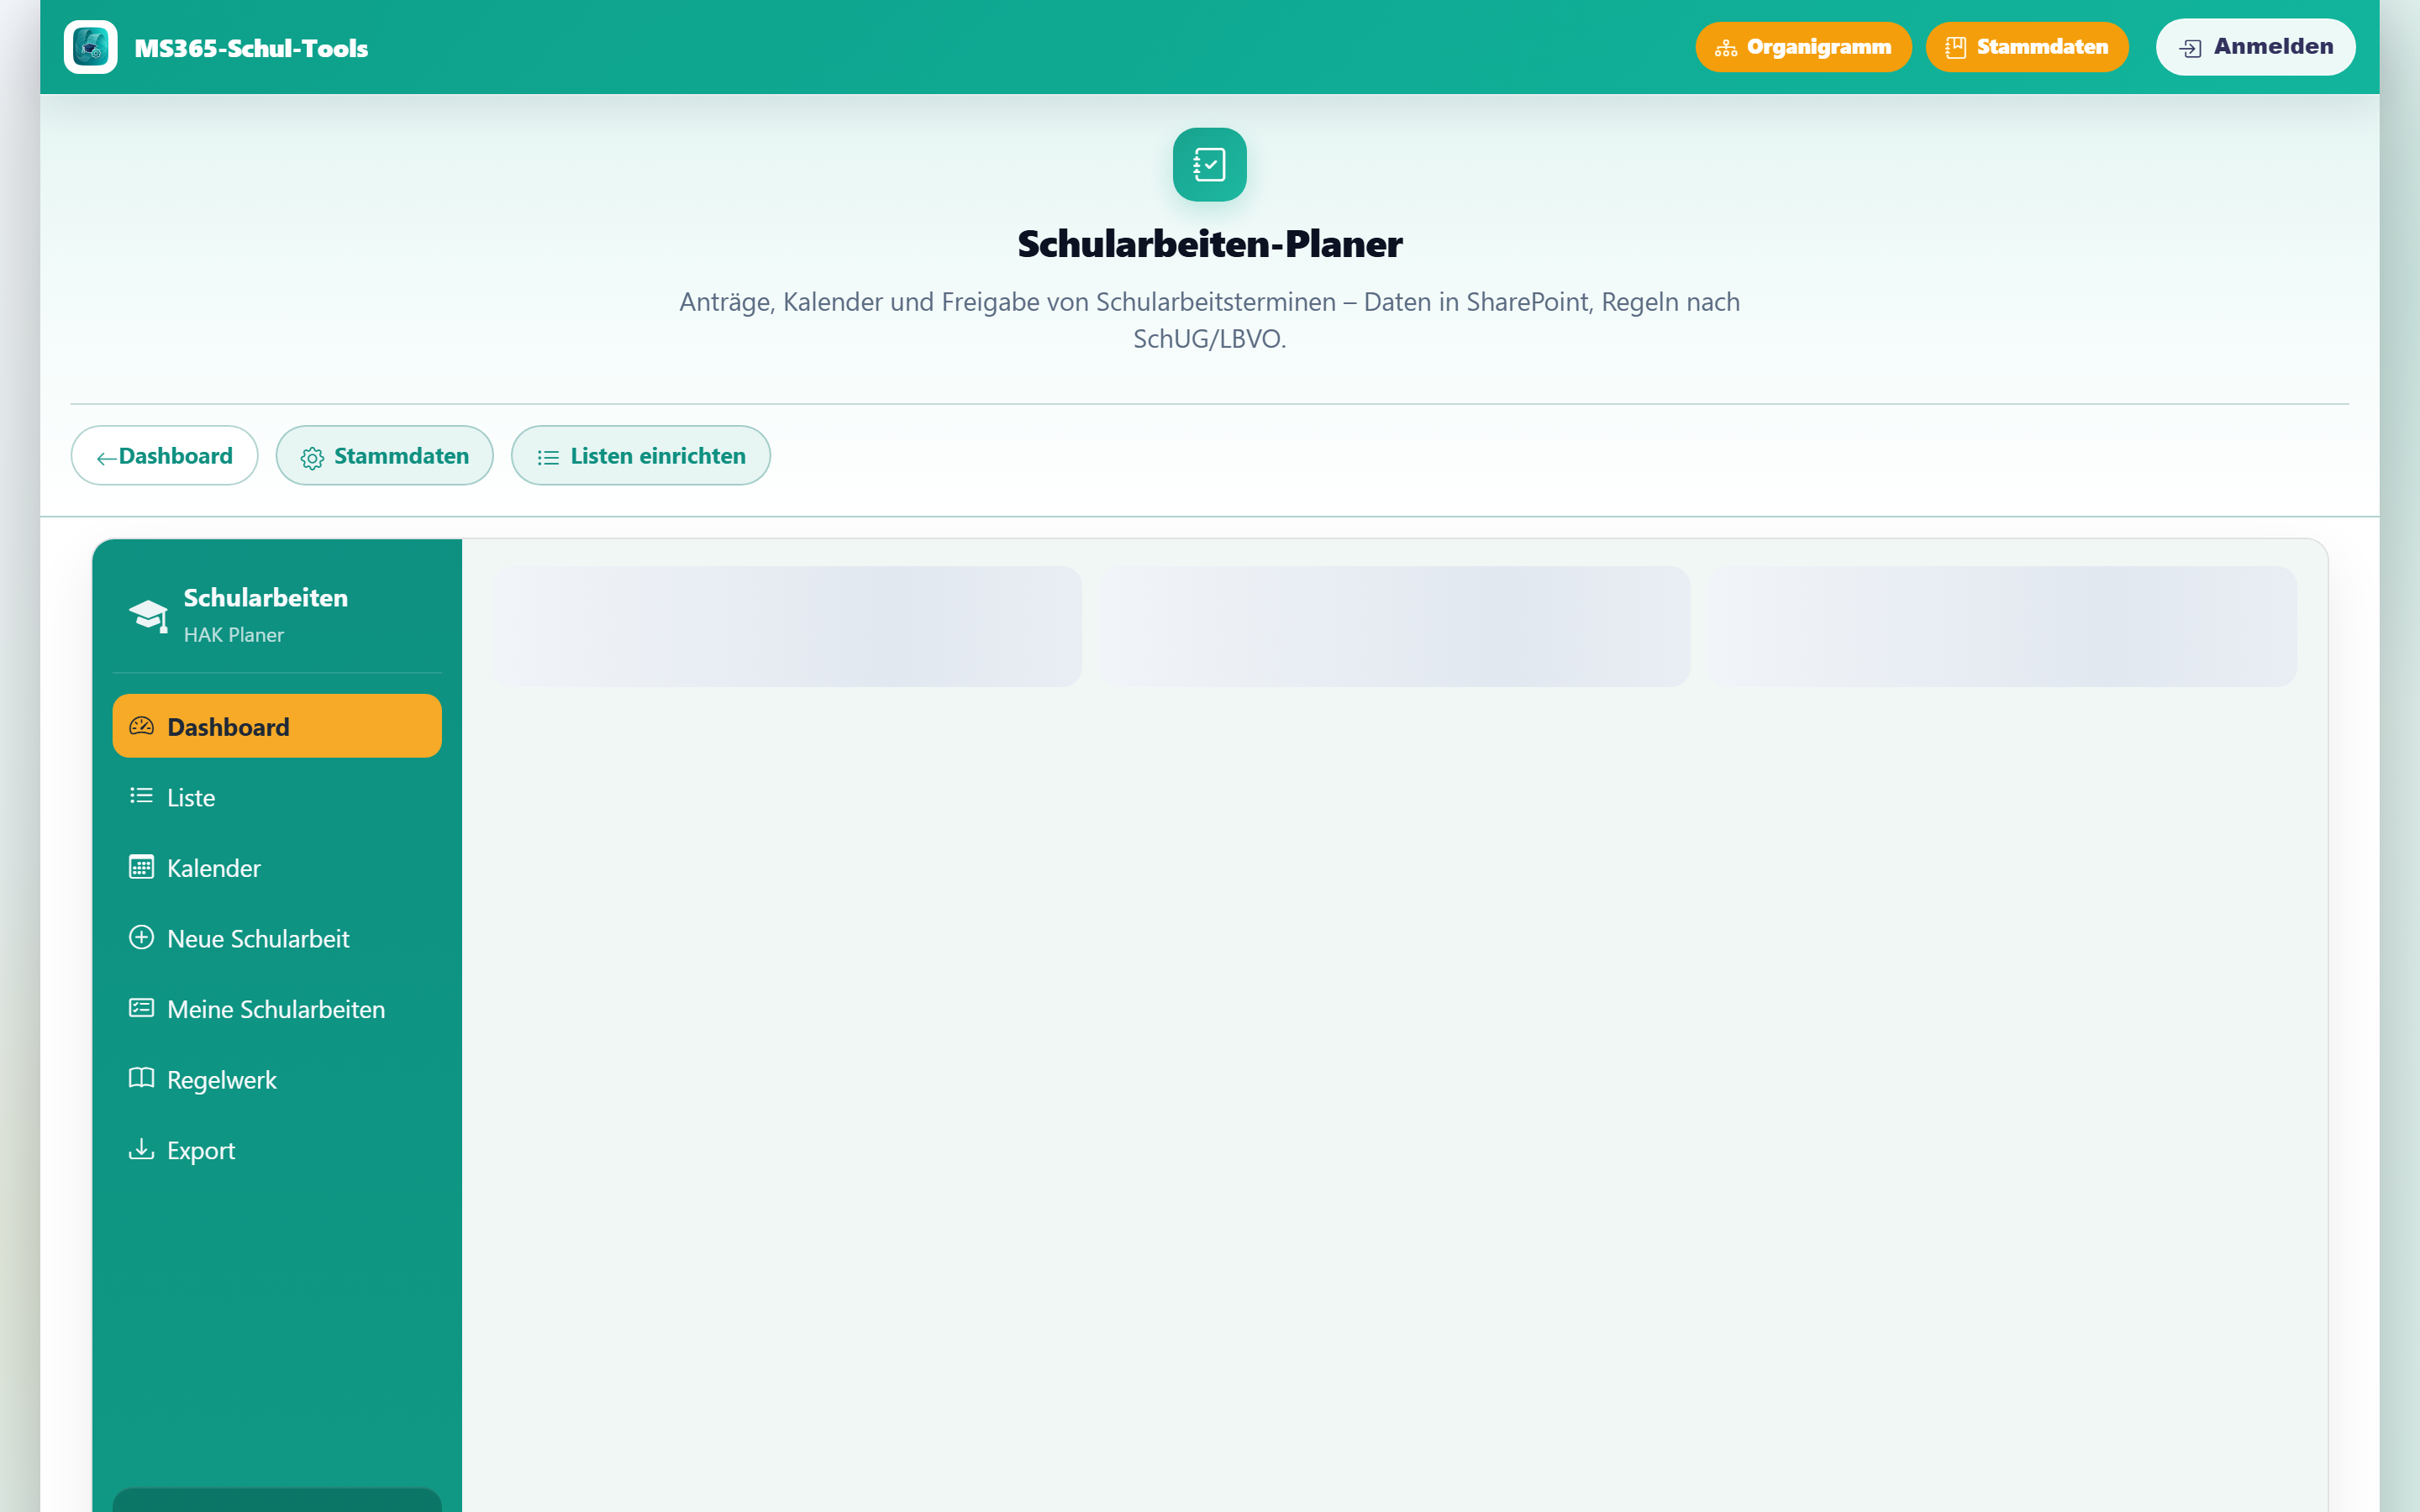 MS365-Schul-Tools
Organigramm
Stammdaten
Anmelden
Schularbeiten-Planer
Anträge, Kalender und Freigabe von Schularbeitsterminen – Daten in SharePoint, Regeln nach
SchUG/LBVO.
←Dashboard
Stammdaten
Listen einrichten
Schularbeiten
HAK Planer
Dashboard
Liste
Kalender
Neue Schularbeit
Meine Schularbeiten
Regelwerk
Export